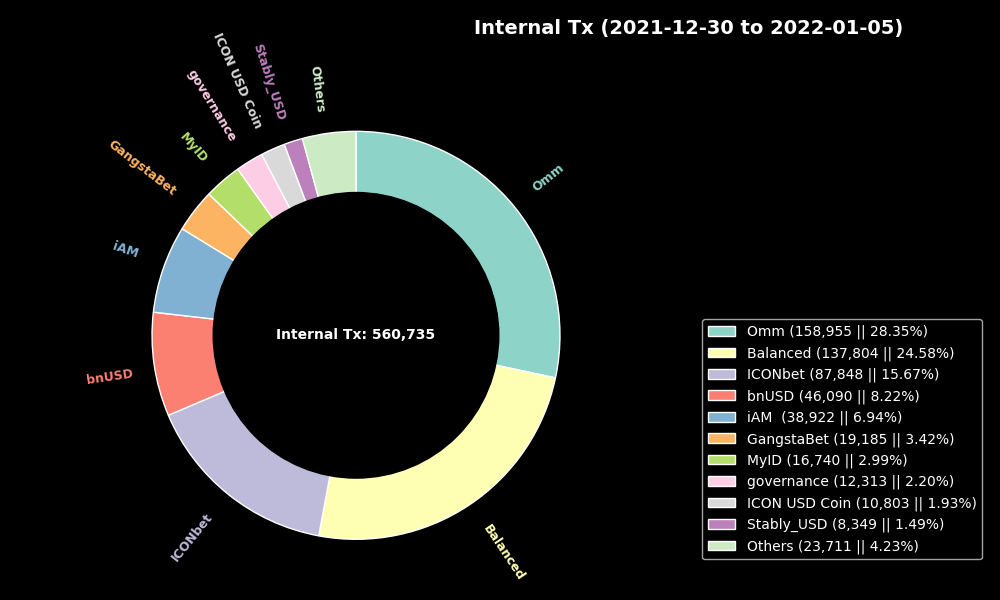 Internal Tx (2021-12-30 to 2022-01-05)
Others
Stably_USD
ICON USD Coin
governance
MyID
GangstaBet
iAM
bnUSD
ICONbet
Balanced
Omm
Internal Tx: 560,735
Omm (158,955 || 28.35%)
Balanced (137,804 || 24.58%)
ICONbet (87,848 || 15.67%)
bnUSD (46,090 || 8.22%)
iAM  (38,922 || 6.94%)
GangstaBet (19,185 || 3.42%)
MyID (16,740 || 2.99%)
governance (12,313 || 2.20%)
ICON USD Coin (10,803 || 1.93%)
Stably_USD (8,349 || 1.49%)
Others (23,711 || 4.23%)